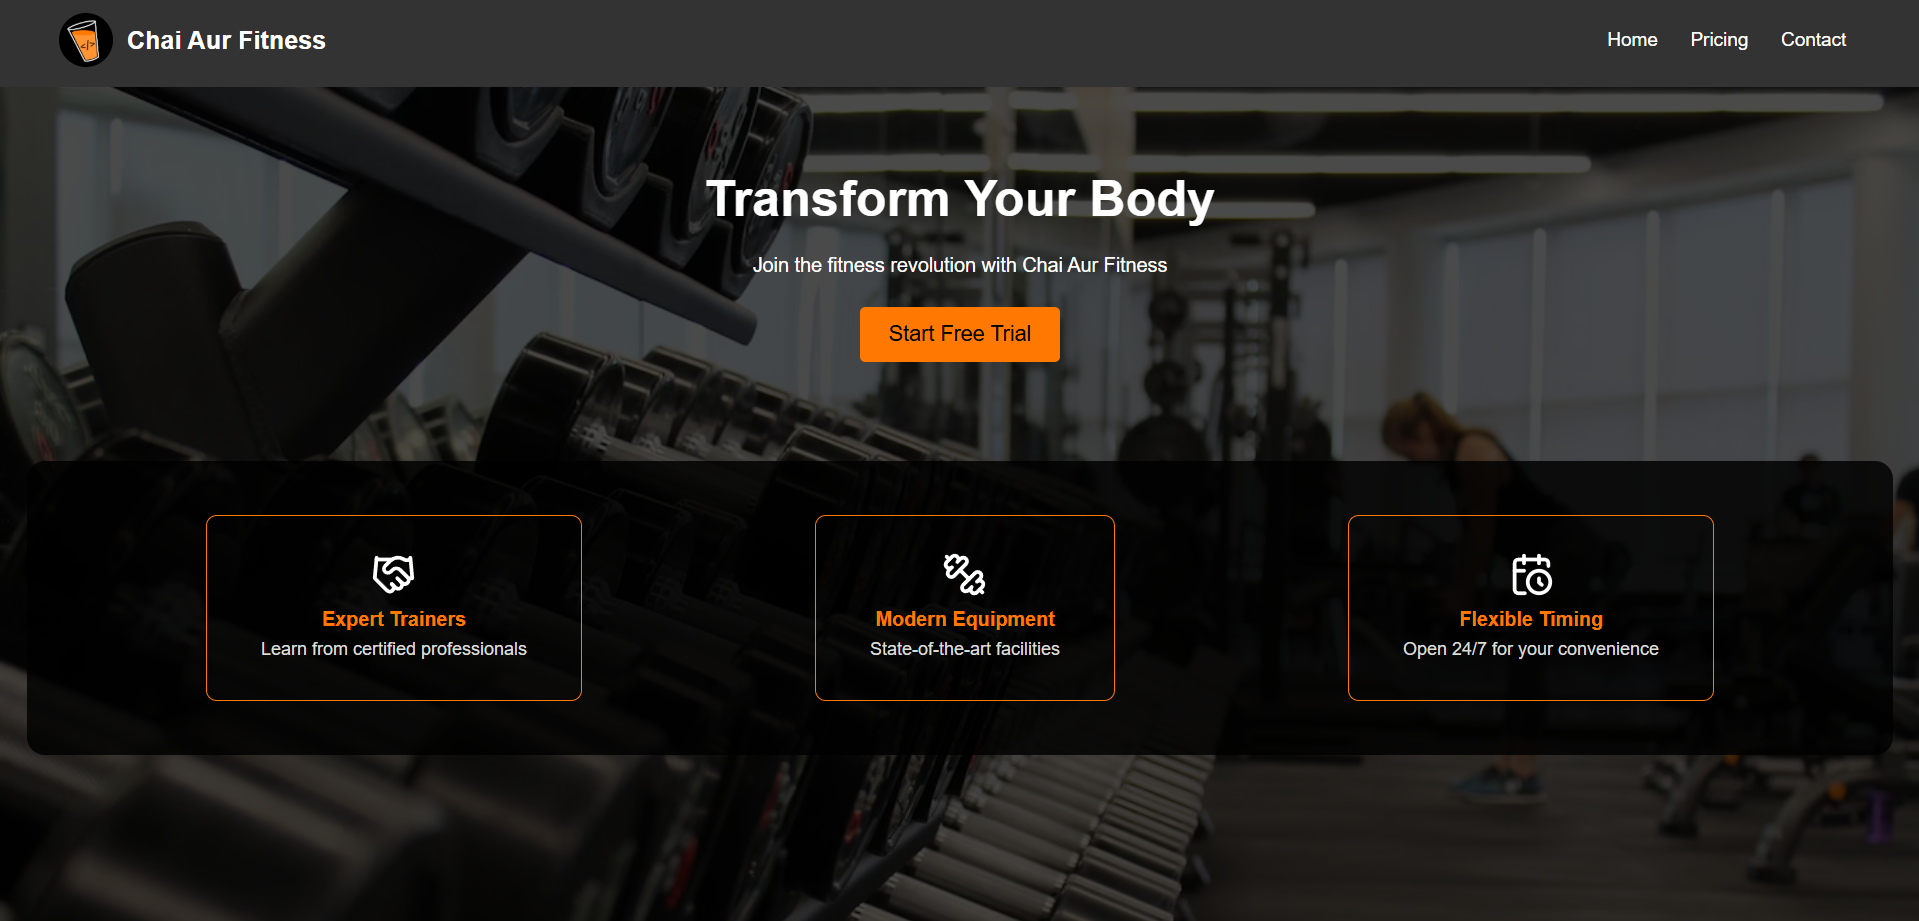 </>
Chai Aur Fitness
Home
Pricing
Contact
Transform Your Body
Join the fitness revolution with Chai Aur Fitness
Start Free Trial
Expert Trainers
Learn from certified professionals
Modern Equipment
State-of-the-art facilities
Flexible Timing
Open 24/7 for your convenience